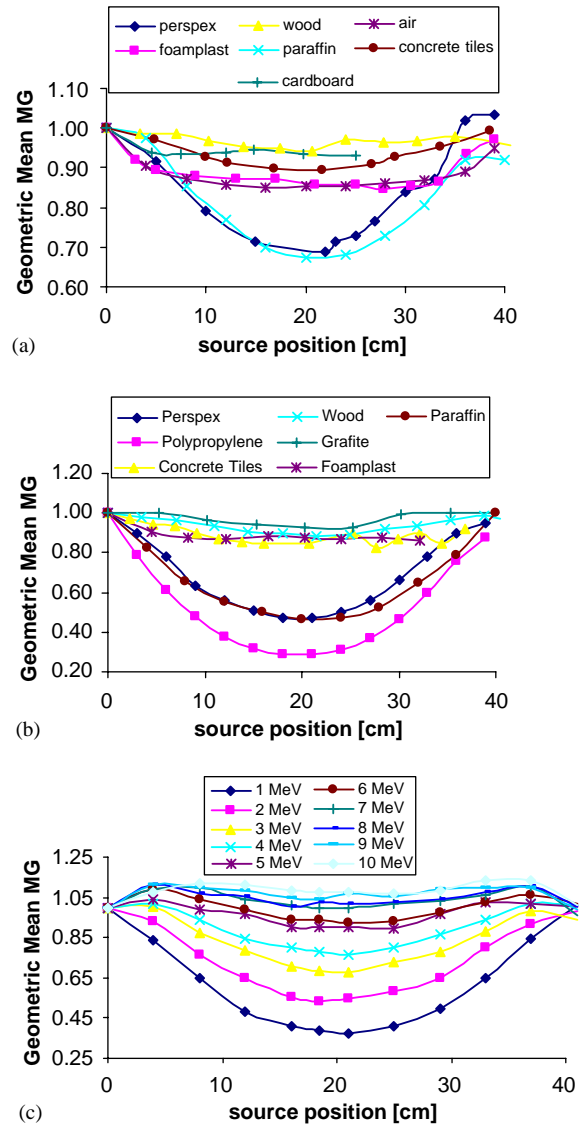 perspex wood air
foamplast paraffin concrete tiles
cardboard
Geometric Mean MG
1.10
1.00
0.90
0.80
0.70
0.60
0 10 20 30 40
(a)
source position [cm]
Perspex Wood Paraffin
Polypropylene Grafite
Concrete Tiles Foamplast
Geometric Mean MG
1.20
1.00
0.80
0.60
0.40
0.20
0 10 20 30 40
(b)
source position [cm]
1 MeV 6 MeV
2 MeV 7 MeV
3 MeV 8 MeV
4 MeV 9 MeV
5 MeV 10 MeV
Geometric Mean MG
1.25
1.05
0.85
0.65
0.45
0.25
0 10 20 30 40
(c)
source position [cm]